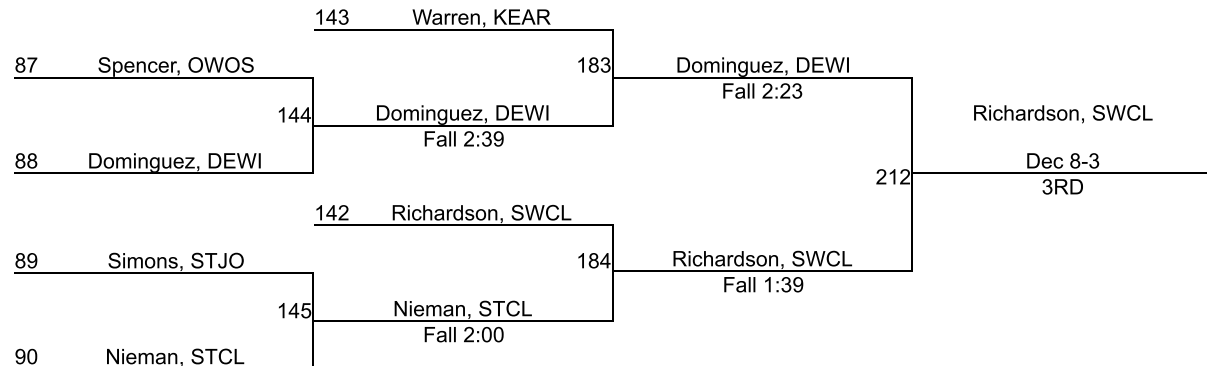 143 Warren, KEAR
87 Spencer, OWOS
183 Dominguez, DEWI
Fall 2:23
144 Dominguez, DEWI
Fall 2:39
Richardson, SWCL
88 Dominguez, DEWI
Dec 8-3
212
3RD
142 Richardson, SWCL
89 Simons, STJO
184 Richardson, SWCL
Fall 1:39
145 Nieman, STCL
Fall 2:00
90 Nieman, STCL